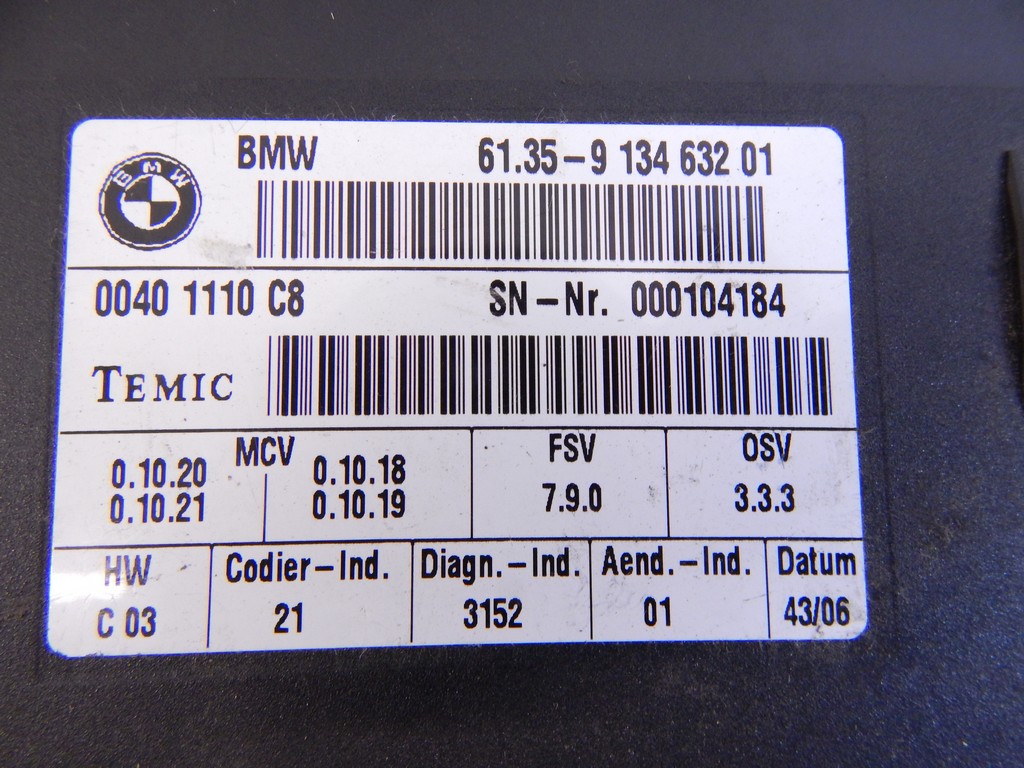 BMW
BMW 61.35-9 134 632 01
0040 1110 C8 SN-Nr. 000104184
TEMIC
MCV FSV OSV
0.10.20 0.10.18
0.10.21 0.10.19 7.9.0 3.3.3
HW Codier-Ind. Diagn.-Ind. Aend.-Ind. Datum
C 03 21 3152 01 43/06